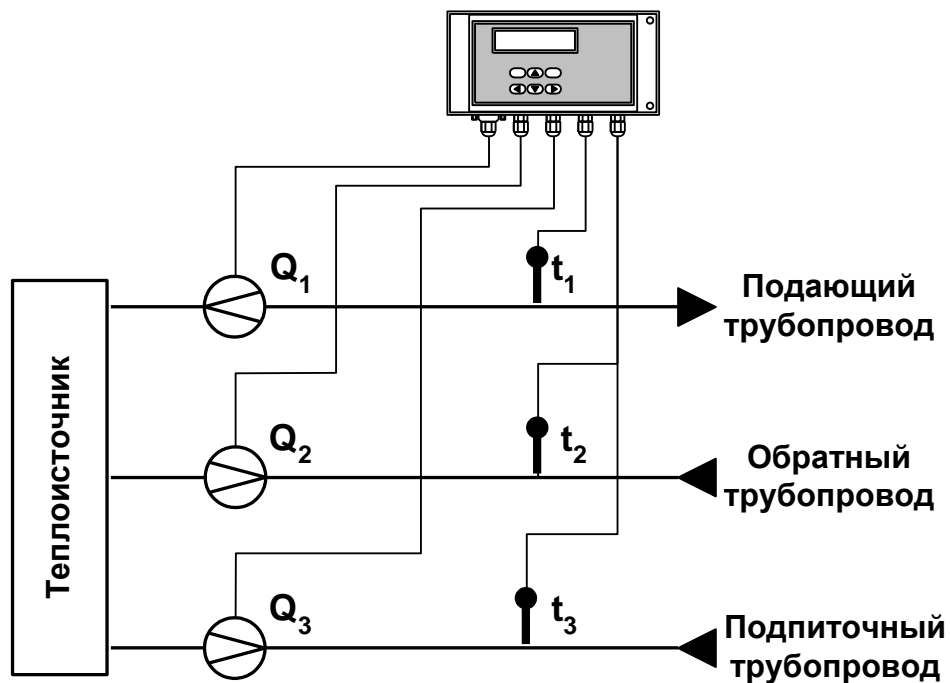 Q1
t1
Подающий
трубопровод
Теплоисточник
Q2
t2
Обратный
трубопровод
Q3
t3
Подпиточный
трубопровод